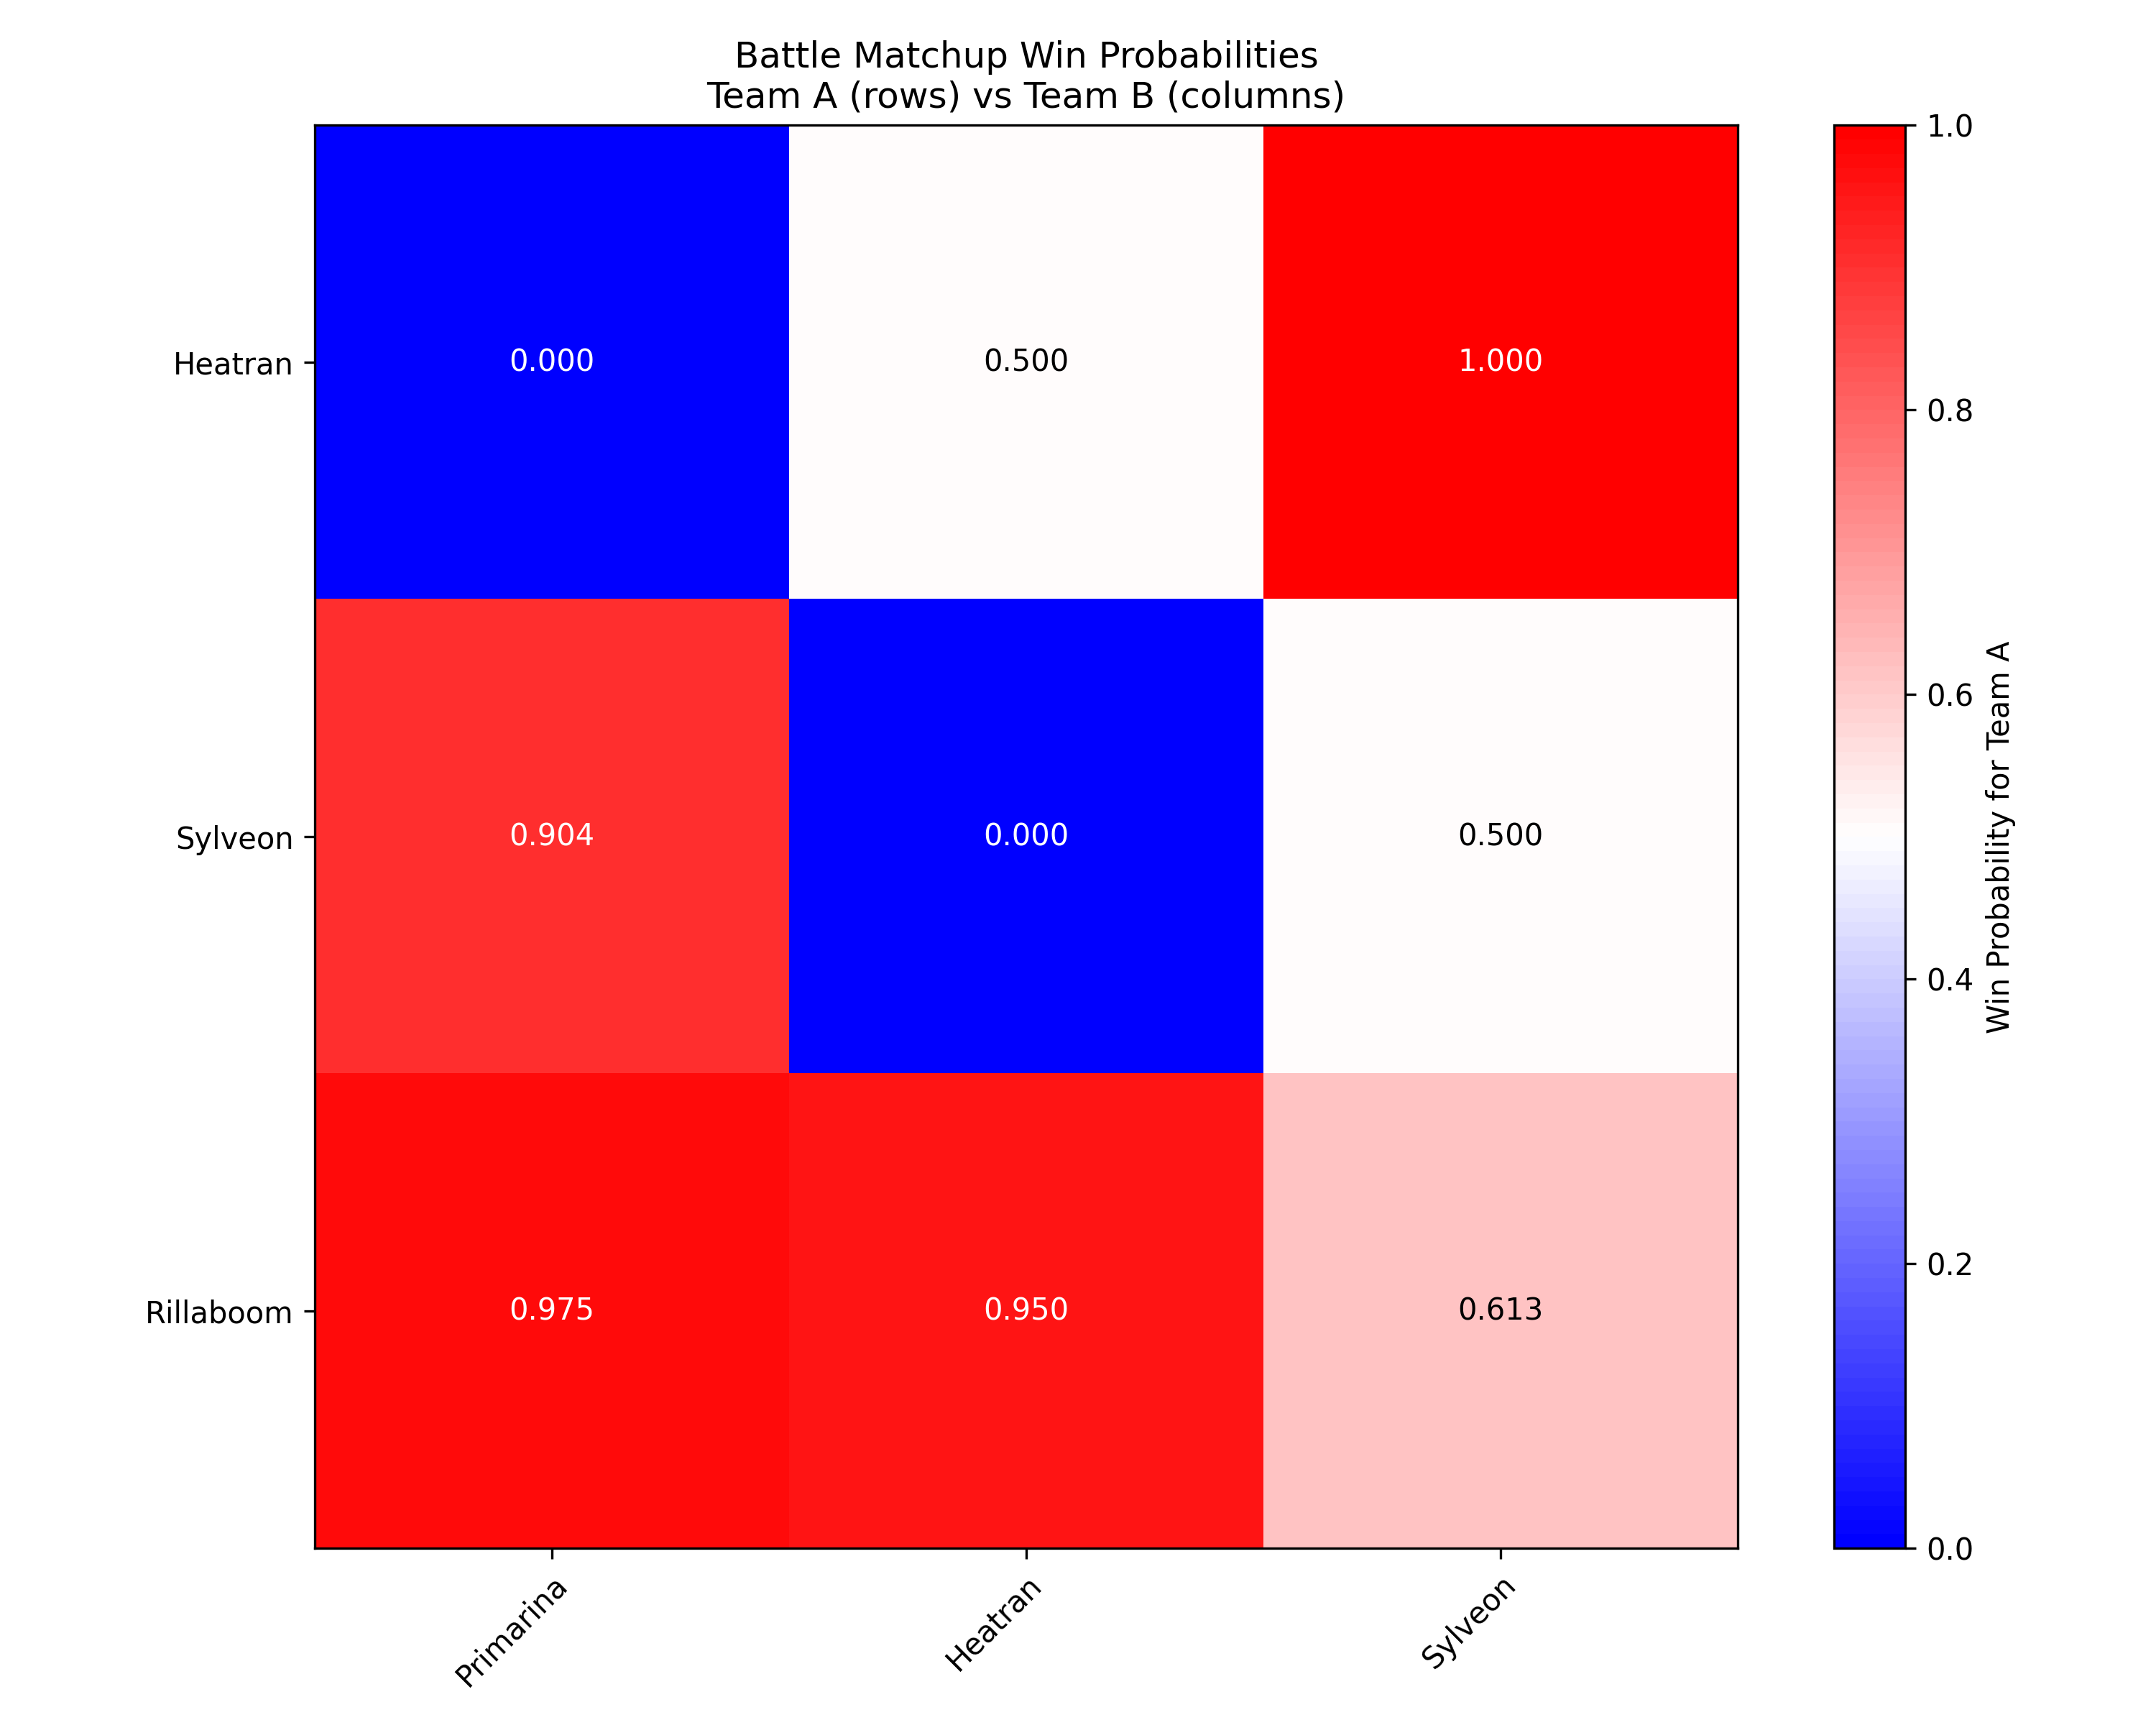 Battle Matchup Win Probabilities
Team A (rows) vs Team B (columns)
Heatran
0.000
0.500
1.000
Sylveon
0.904
0.000
0.500
Rillaboom
0.975
0.950
0.613
Primarina
Heatran
Sylveon
1.0
0.8
0.6
0.4
0.2
0.0
Win Probability for Team A